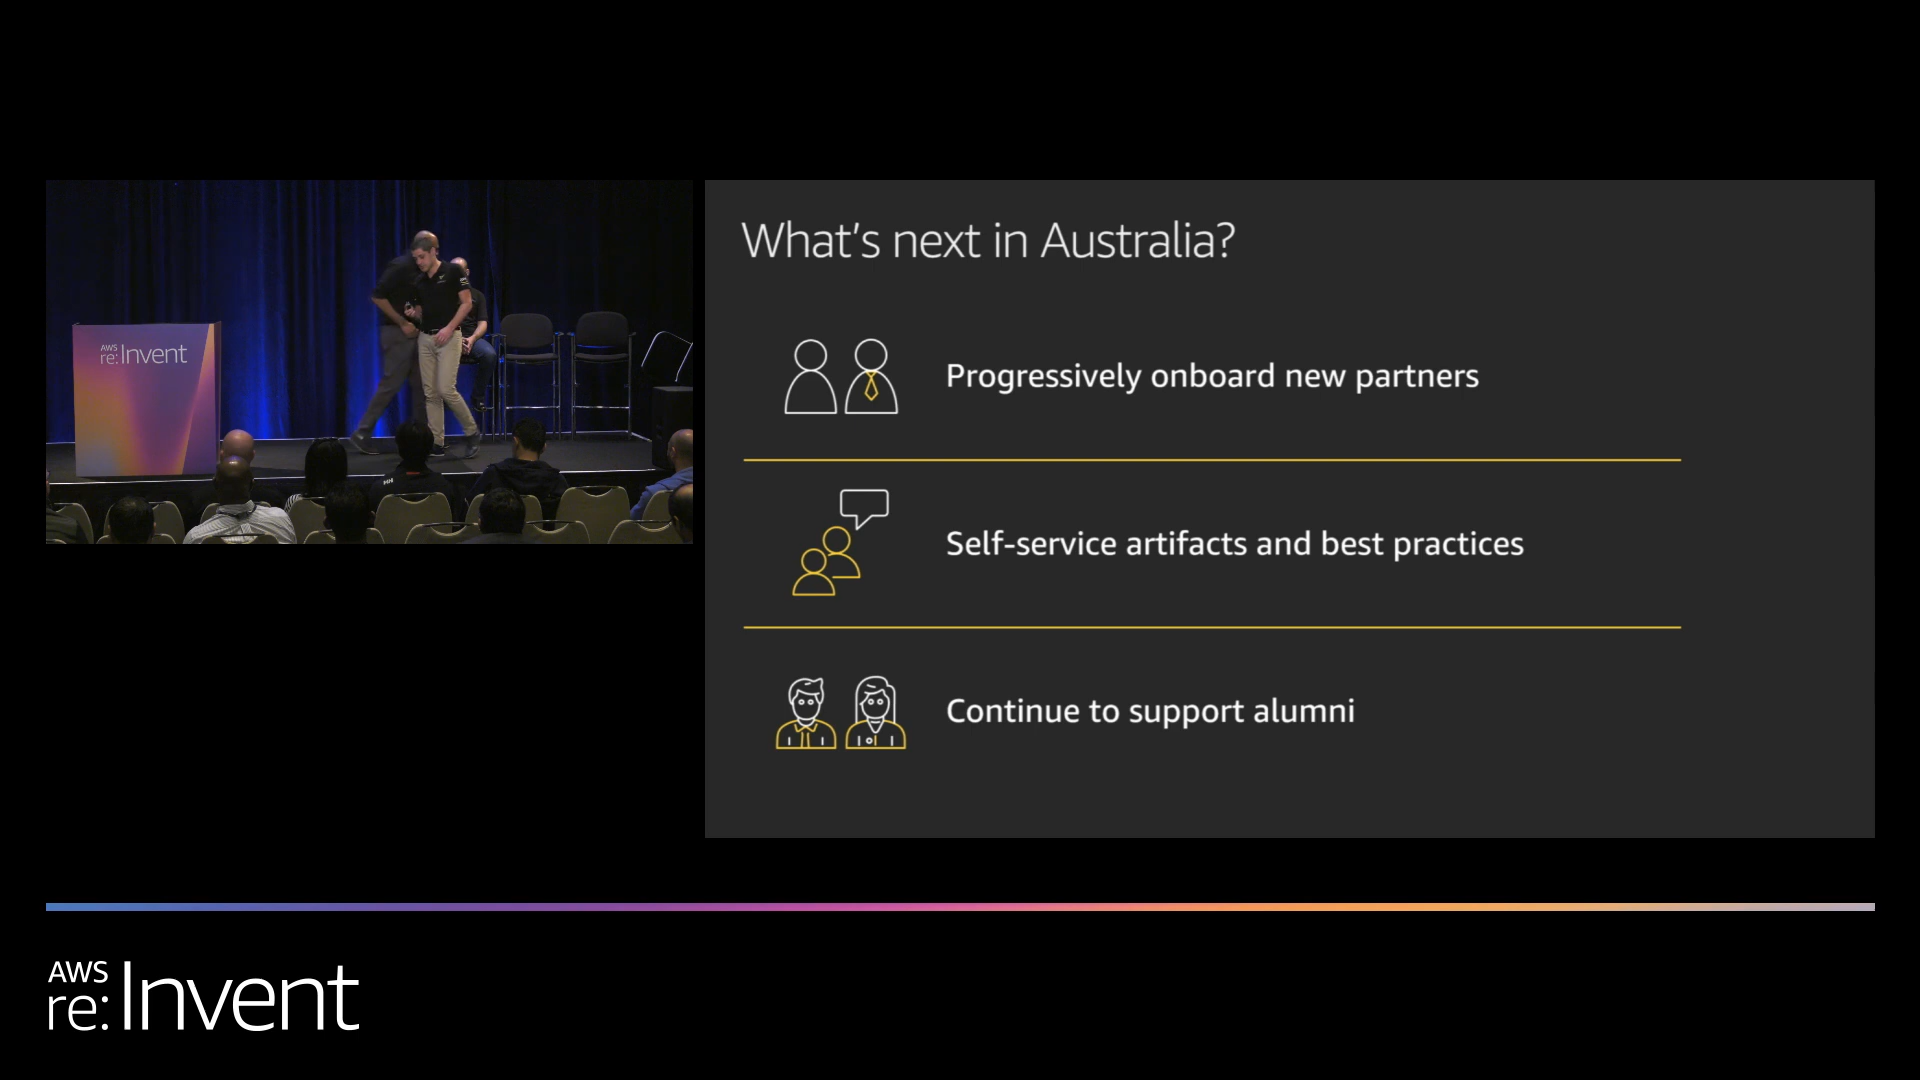 AWS
re:Invent
What's next in Australia?
Progressively onboard new partners
Self-service artifacts and best practices
Continue to support alumni
AWS
re:Invent